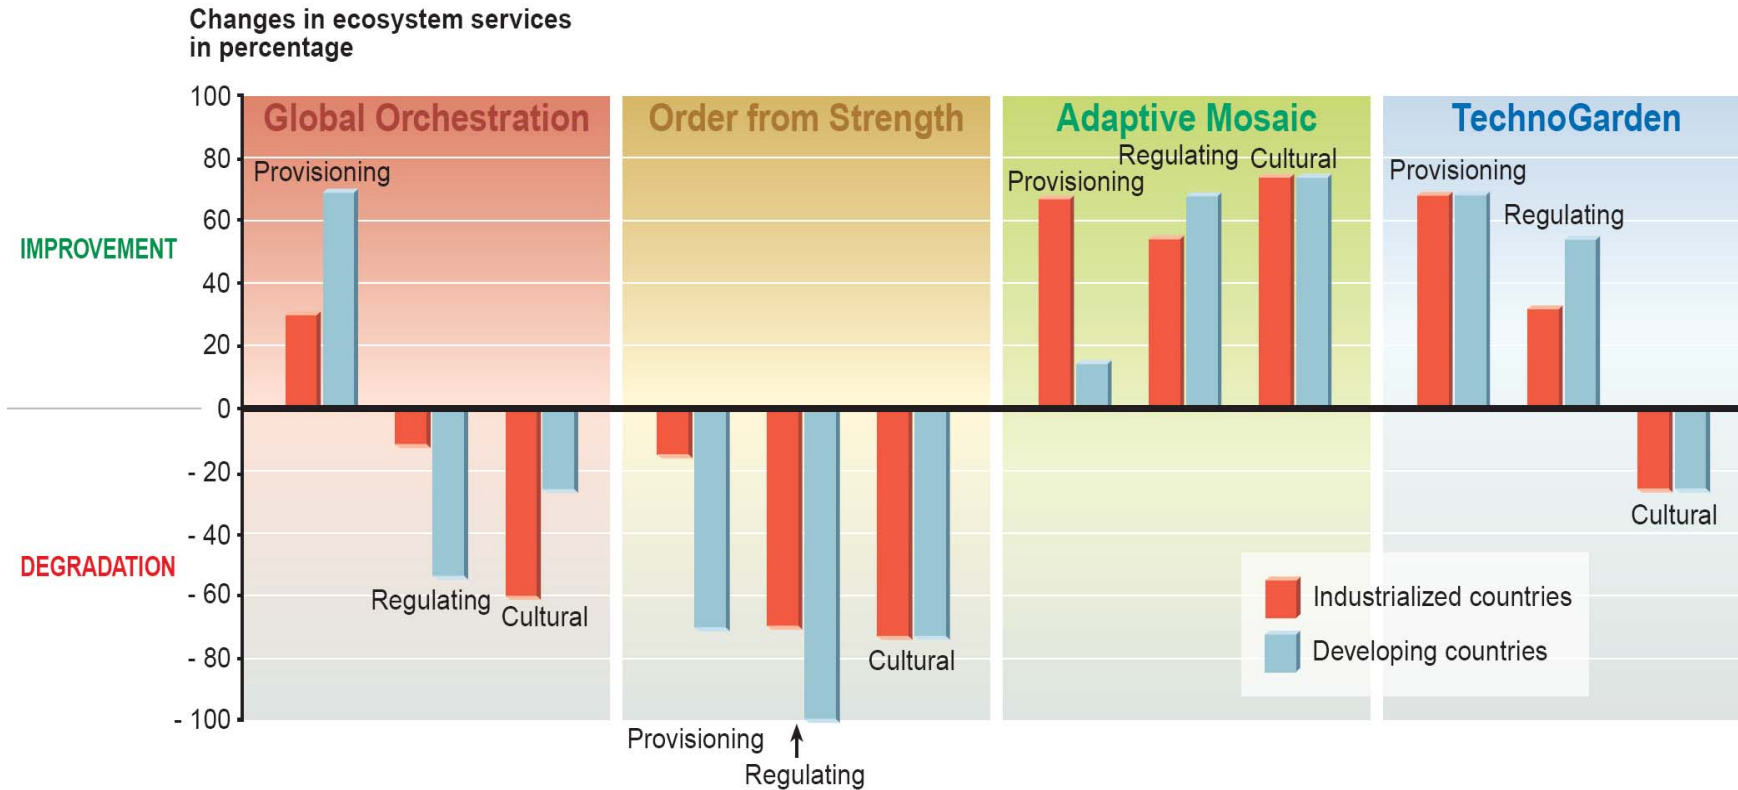 Changes in ecosystem services
in percentage
100
80
60
40
20
0
- 20
- 40
- 60
- 80
- 100
IMPROVEMENT
DEGRADATION
Global Orchestration
Provisioning
Regulating
Cultural
Order from Strength
Provisioning
Regulating
Cultural
Adaptive Mosaic
Provisioning
Regulating
Cultural
TechnoGarden
Provisioning
Regulating
Cultural
Industrialized countries
Developing countries